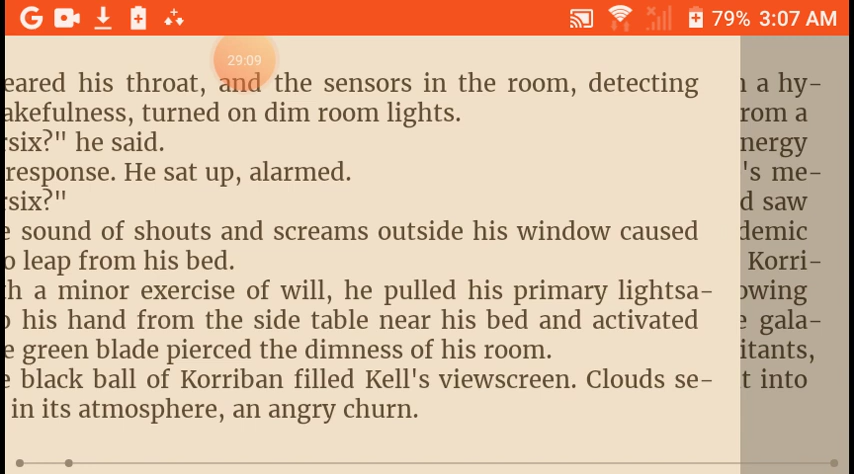 79% 3:07 AM
29:09
eared his throat, and the sensors in the room, detecting
akefulness, turned on dim room lights.
rsix?" he said.
response. He sat up, alarmed.
rsix?"
e sound of shouts and screams outside his window caused
o leap from his bed.
th a minor exercise of will, he pulled his primary lightsa-
o his hand from the side table near his bed and activated
e green blade pierced the dimness of his room.
e black ball of Korriban filled Kell's viewscreen. Clouds se-
in its atmosphere, an angry churn.
n a hy-
rom a
nergy
's me-
d saw
demic
Korri-
owing
e gala-
itants,
t into